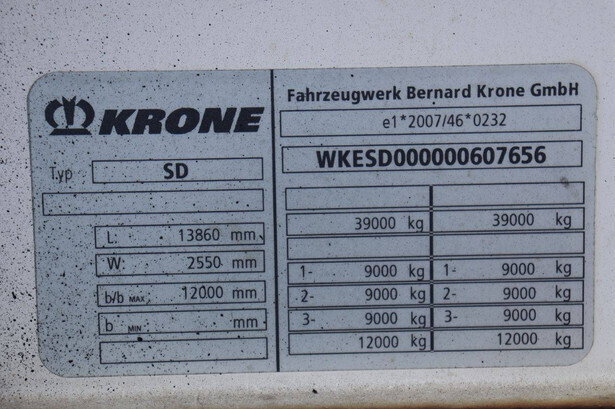 KRONE
Typ SD
L: 13860 mm
W: 2550 mm
b/b MAX 12000 mm
b MIN mm
Fahrzeugwerk Bernard Krone GmbH
e1*2007/46*0232
WKESD000000607656
39000 kg 39000 kg
1- 9000 kg 1- 9000 kg
2- 9000 kg 2- 9000 kg
3- 9000 kg 3- 9000 kg
12000 kg 12000 kg